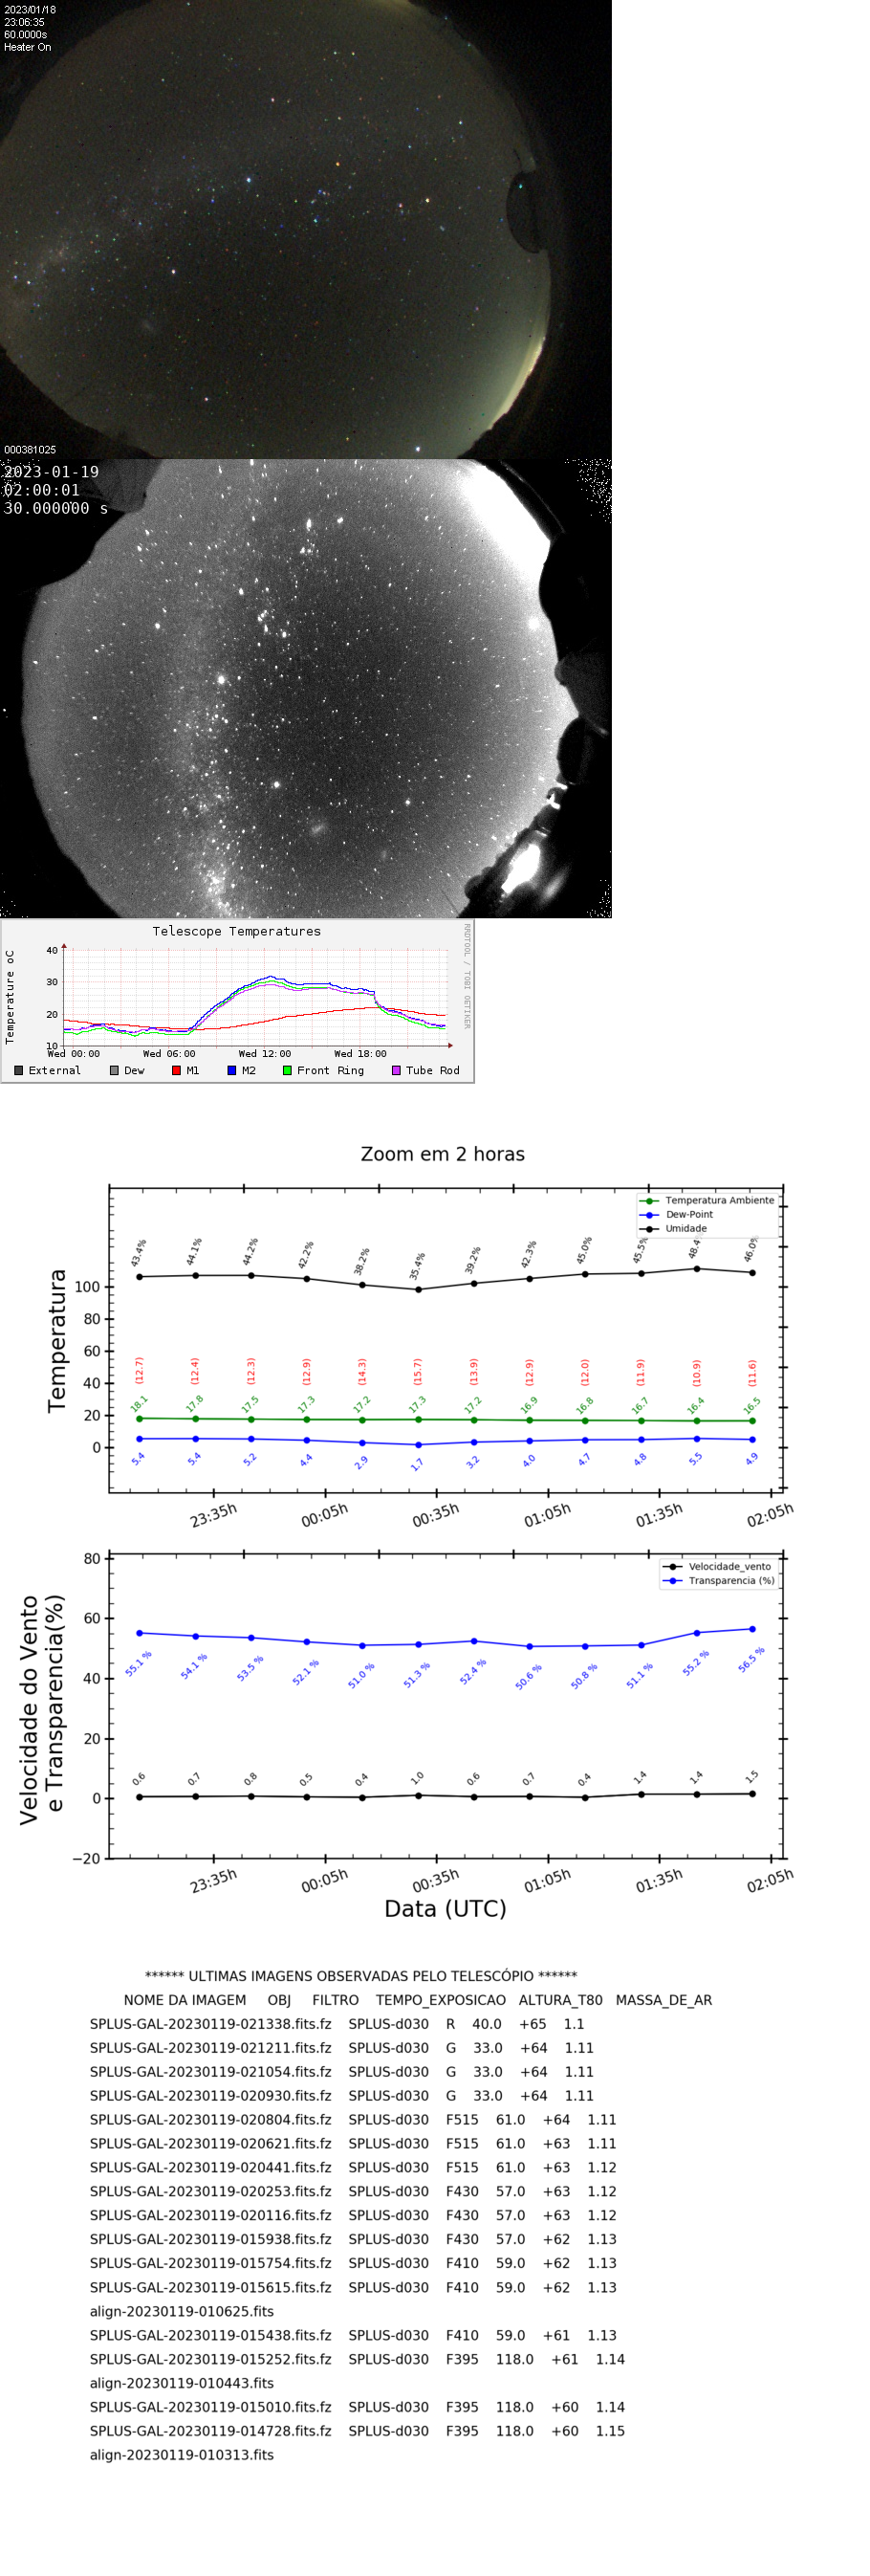 2023/01/18
23:06:35
60.0000s
Heater On
000381025
2023-01-19
02:00:01
30.000000 s
Telescope Temperatures
RRDTOOL / TOBI OETIKER
Temperature oC
40
30
20
10
Wed 00:00 Wed 06:00 Wed 12:00 Wed 18:00
External Dew M1 M2 Front Ring Tube Rod
Zoom em 2 horas
Temperatura Ambiente
Dew-Point
Umidade
43.4% 44.1% 44.2% 42.2% 38.2% 35.4% 39.2% 42.3% 45.0% 45.5% 48.4% 46.0%
Temperatura
100
80
60
40
20
0
(12.7) (12.4) (12.3) (12.9) (14.3) (15.7) (13.9) (12.9) (12.0) (11.9) (10.9) (11.6)
18.1 17.8 17.5 17.3 17.2 17.3 17.2 16.9 16.8 16.7 16.4 16.5
5.4 5.4 5.2 4.4 2.9 1.7 3.2 4.0 4.7 4.8 5.5 4.9
23:35h 00:05h 00:35h 01:05h 01:35h 02:05h
Velocidade_vento
Transparencia (%)
Velocidade do Vento
e Transparencia(%)
80
60
40
20
0
−20
55.1 % 54.1 % 53.5 % 52.1 % 51.0 % 51.3 % 52.4 % 50.6 % 50.8 % 51.1 % 55.2 % 56.5 %
0.6 0.7 0.8 0.5 0.4 1.0 0.6 0.7 0.4 1.4 1.4 1.5
23:35h 00:05h 00:35h 01:05h 01:35h 02:05h
Data (UTC)
****** ULTIMAS IMAGENS OBSERVADAS PELO TELESCÓPIO ******
NOME DA IMAGEM OBJ FILTRO TEMPO_EXPOSICAO ALTURA_T80 MASSA_DE_AR
SPLUS-GAL-20230119-021338.fits.fz SPLUS-d030 R 40.0 +65 1.1
SPLUS-GAL-20230119-021211.fits.fz SPLUS-d030 G 33.0 +64 1.11
SPLUS-GAL-20230119-021054.fits.fz SPLUS-d030 G 33.0 +64 1.11
SPLUS-GAL-20230119-020930.fits.fz SPLUS-d030 G 33.0 +64 1.11
SPLUS-GAL-20230119-020804.fits.fz SPLUS-d030 F515 61.0 +64 1.11
SPLUS-GAL-20230119-020621.fits.fz SPLUS-d030 F515 61.0 +63 1.11
SPLUS-GAL-20230119-020441.fits.fz SPLUS-d030 F515 61.0 +63 1.12
SPLUS-GAL-20230119-020253.fits.fz SPLUS-d030 F430 57.0 +63 1.12
SPLUS-GAL-20230119-020116.fits.fz SPLUS-d030 F430 57.0 +63 1.12
SPLUS-GAL-20230119-015938.fits.fz SPLUS-d030 F430 57.0 +62 1.13
SPLUS-GAL-20230119-015754.fits.fz SPLUS-d030 F410 59.0 +62 1.13
SPLUS-GAL-20230119-015615.fits.fz SPLUS-d030 F410 59.0 +62 1.13
align-20230119-010625.fits
SPLUS-GAL-20230119-015438.fits.fz SPLUS-d030 F410 59.0 +61 1.13
SPLUS-GAL-20230119-015252.fits.fz SPLUS-d030 F395 118.0 +61 1.14
align-20230119-010443.fits
SPLUS-GAL-20230119-015010.fits.fz SPLUS-d030 F395 118.0 +60 1.14
SPLUS-GAL-20230119-014728.fits.fz SPLUS-d030 F395 118.0 +60 1.15
align-20230119-010313.fits